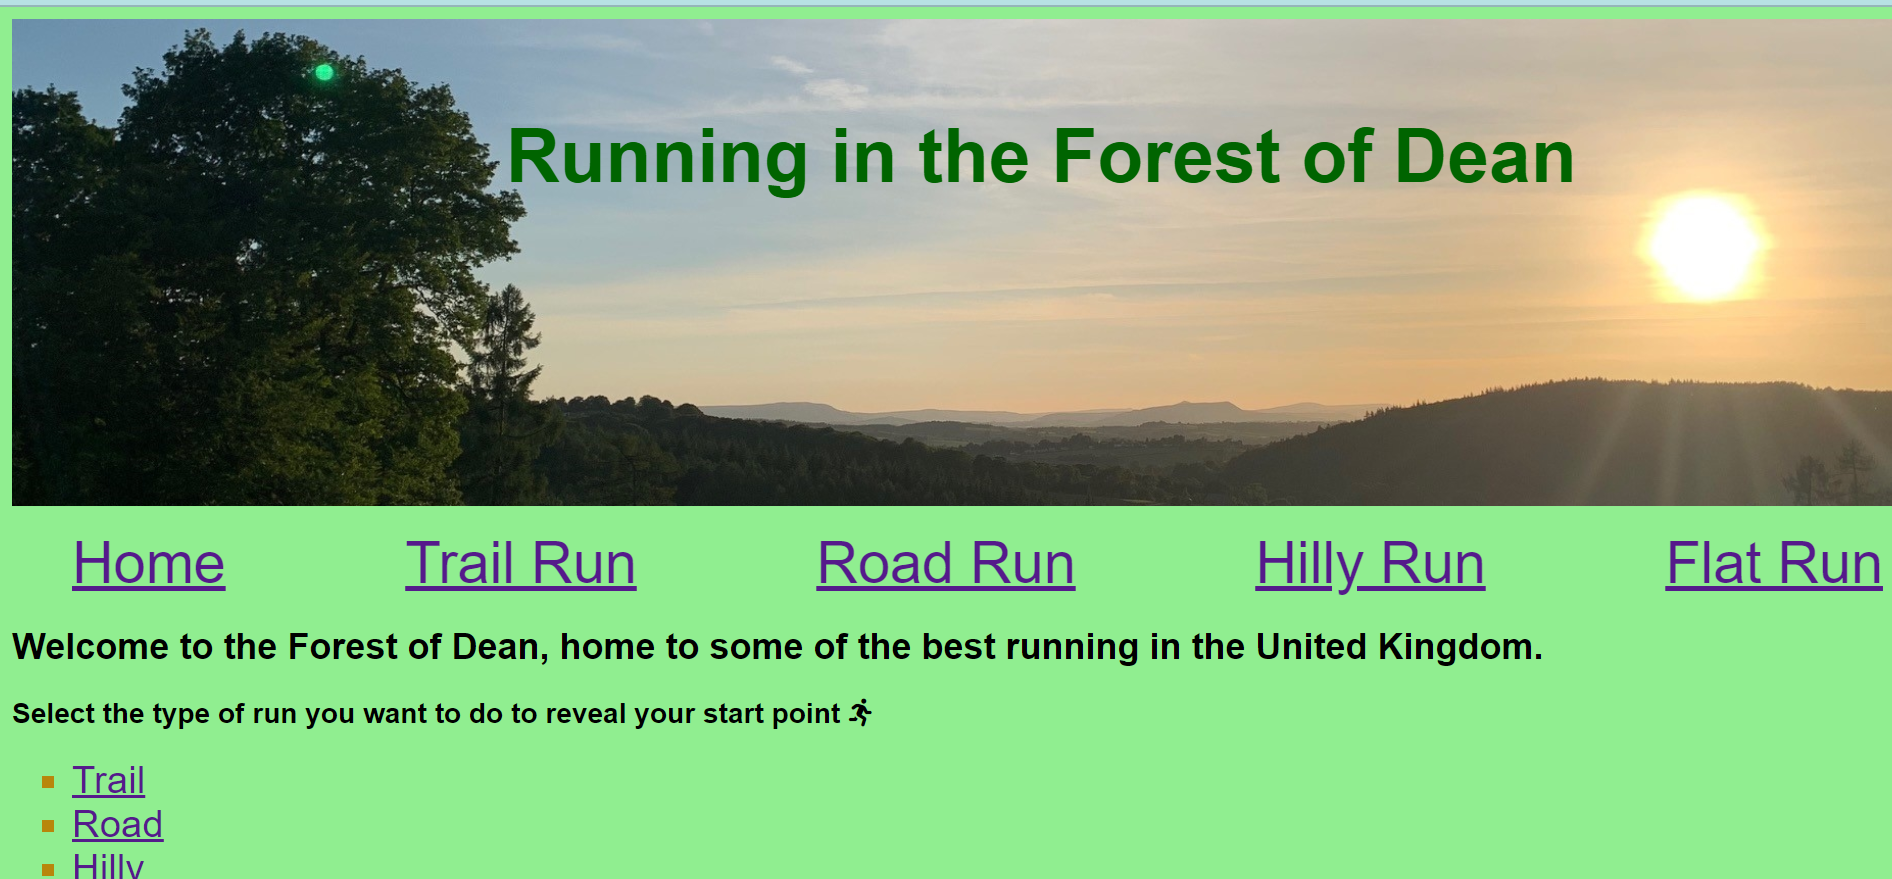 Running in the Forest of Dean
Home Trail Run Road Run Hilly Run Flat Run
Welcome to the Forest of Dean, home to some of the best running in the United Kingdom.
Select the type of run you want to do to reveal your start point
Trail
Road
Hilly